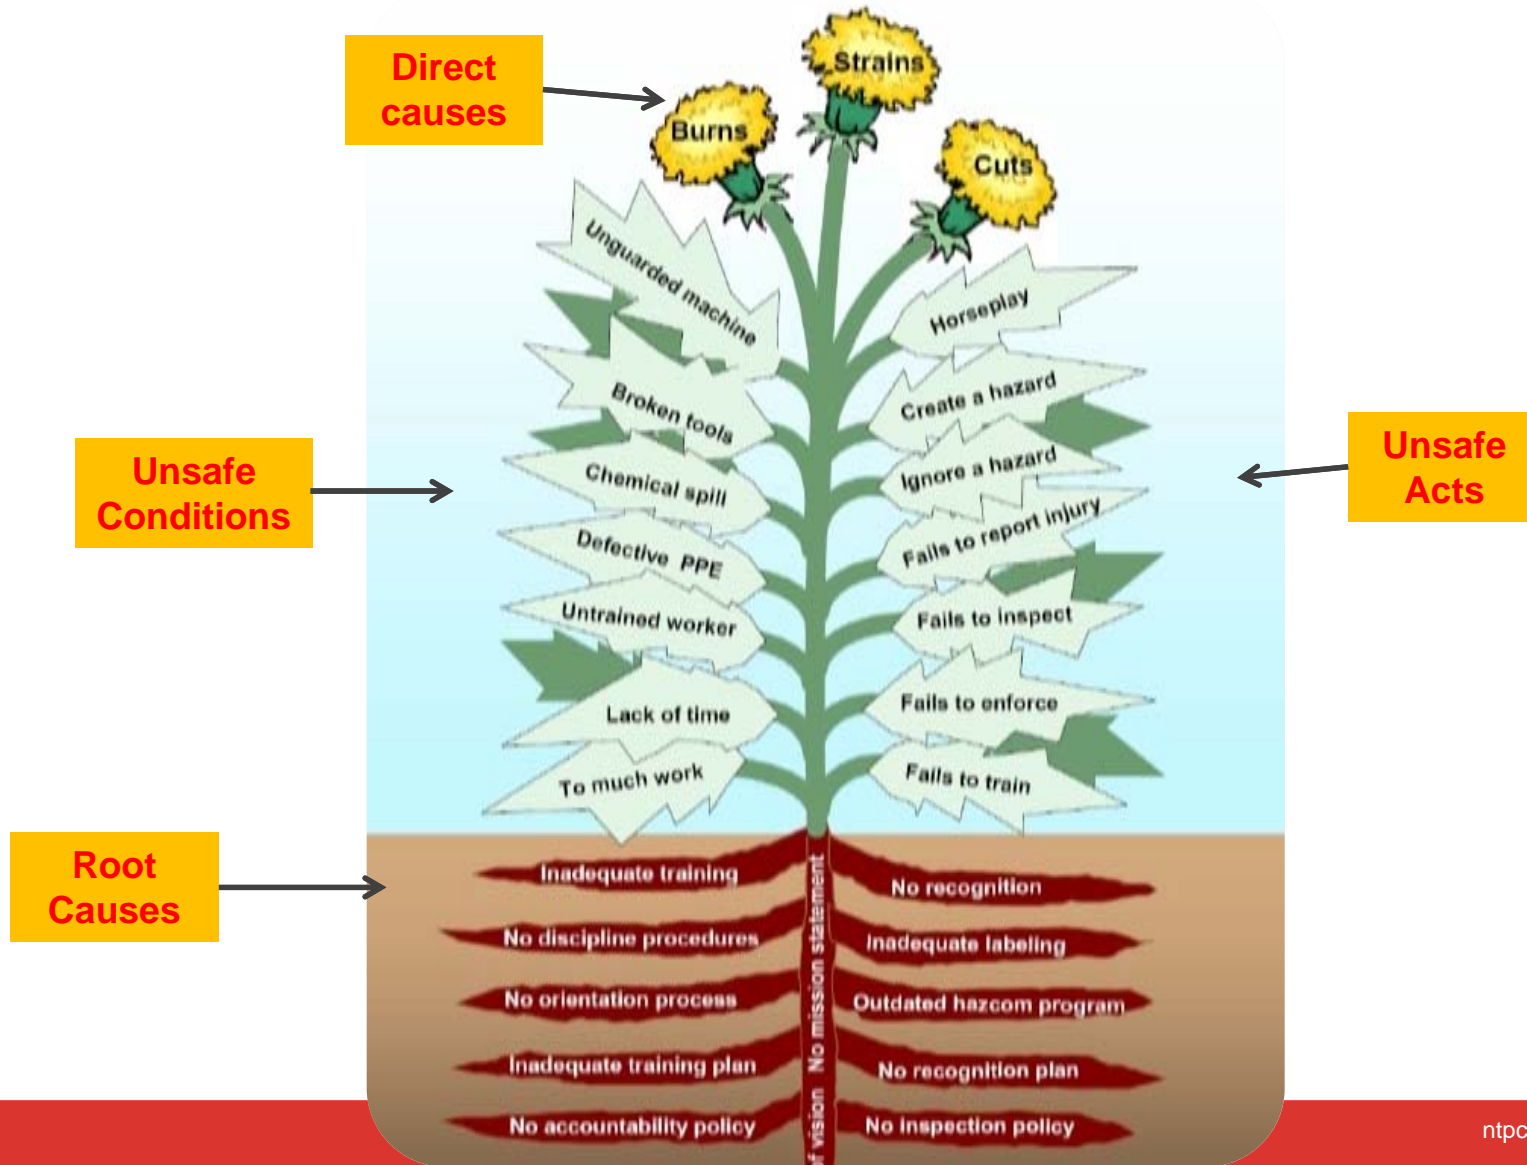 Direct
causes
Strains
Burns
Cuts
Unguarded machine
Horseplay
Broken tools
Create a hazard
Unsafe
Conditions
Chemical spill
Ignore a hazard
Unsafe
Acts
Defective PPE
Fails to report injury
Untrained worker
Fails to inspect
Lack of time
Fails to enforce
To much work
Fails to train
Root
Causes
Inadequate training
No recognition
No discipline procedures
Inadequate labeling
No orientation process
Outdated hazcom program
Inadequate training plan
No recognition plan
No accountability policy
No inspection policy
vision No mission statement
ntpc